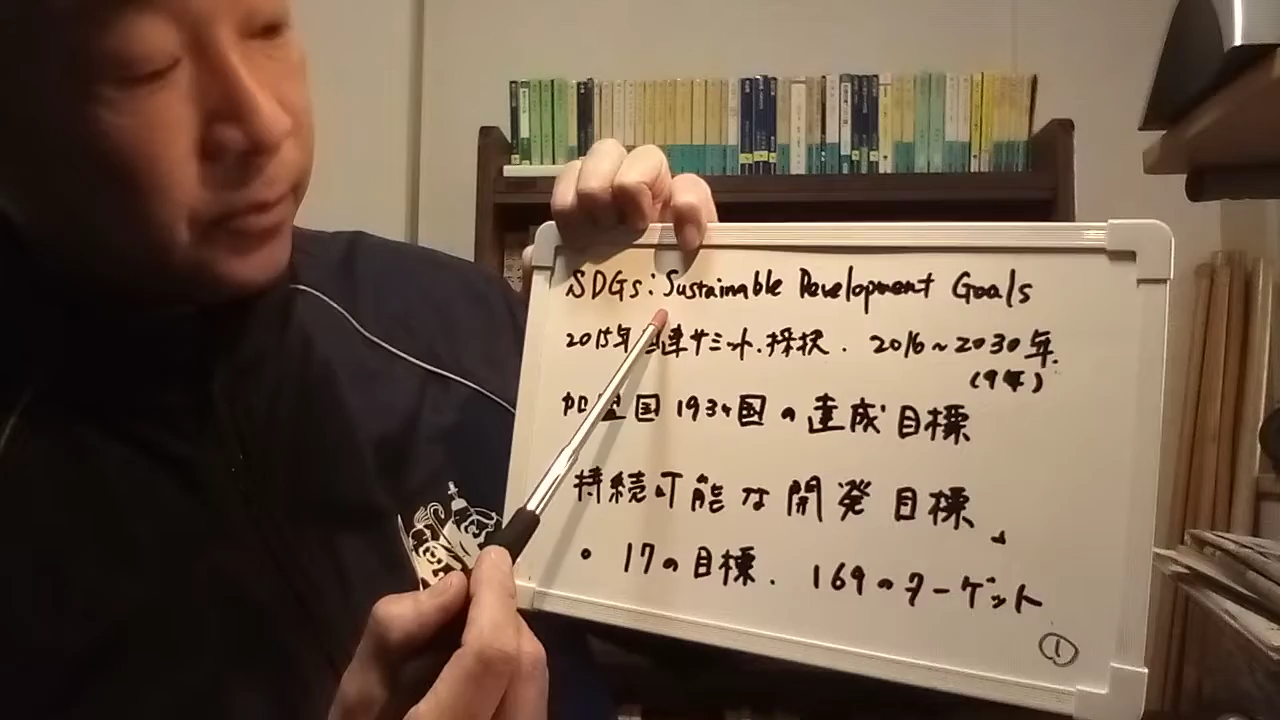 SDGs:Sustainable Development Goals
2015年国連サミット.採択. 2016~2030年.
(9年)
加盟国193ヶ国の達成目標
持続可能な開発目標
• 17の目標. 169のターゲット
①